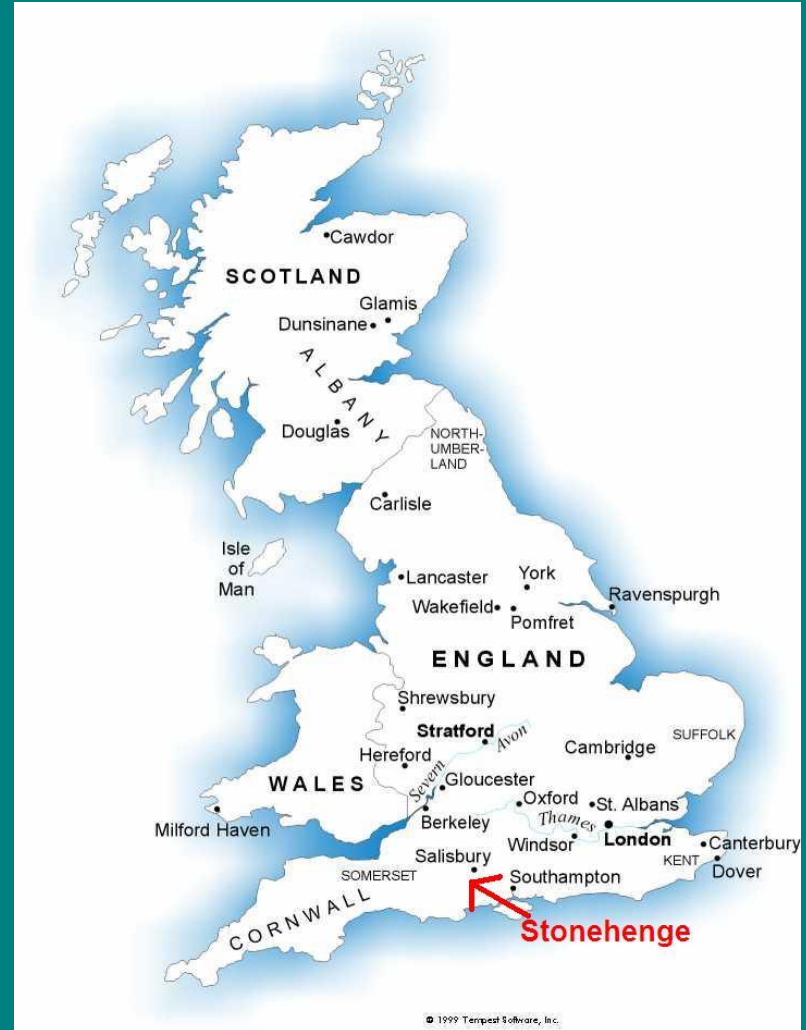 Cawdor
SCOTLAND
Glamis
Dunsinane
ALBANY
Douglas
NORTH-
UMBER-
LAND
Carlisle
Isle
of
Man
Lancaster
York
Ravenspurgh
Wakefield
Pomfret
ENGLAND
Shrewsbury
Stratford
Avon
SUFFOLK
Cambridge
Hereford
Severn
WALES
Gloucester
Oxford
St. Albans
Thames
Milford Haven
Berkeley
Windsor
London
Canterbury
Salisbury
KENT
Dover
SOMERSET
Southampton
CORNWALL
Stonehenge
© 1999 Tempest Software, Inc.